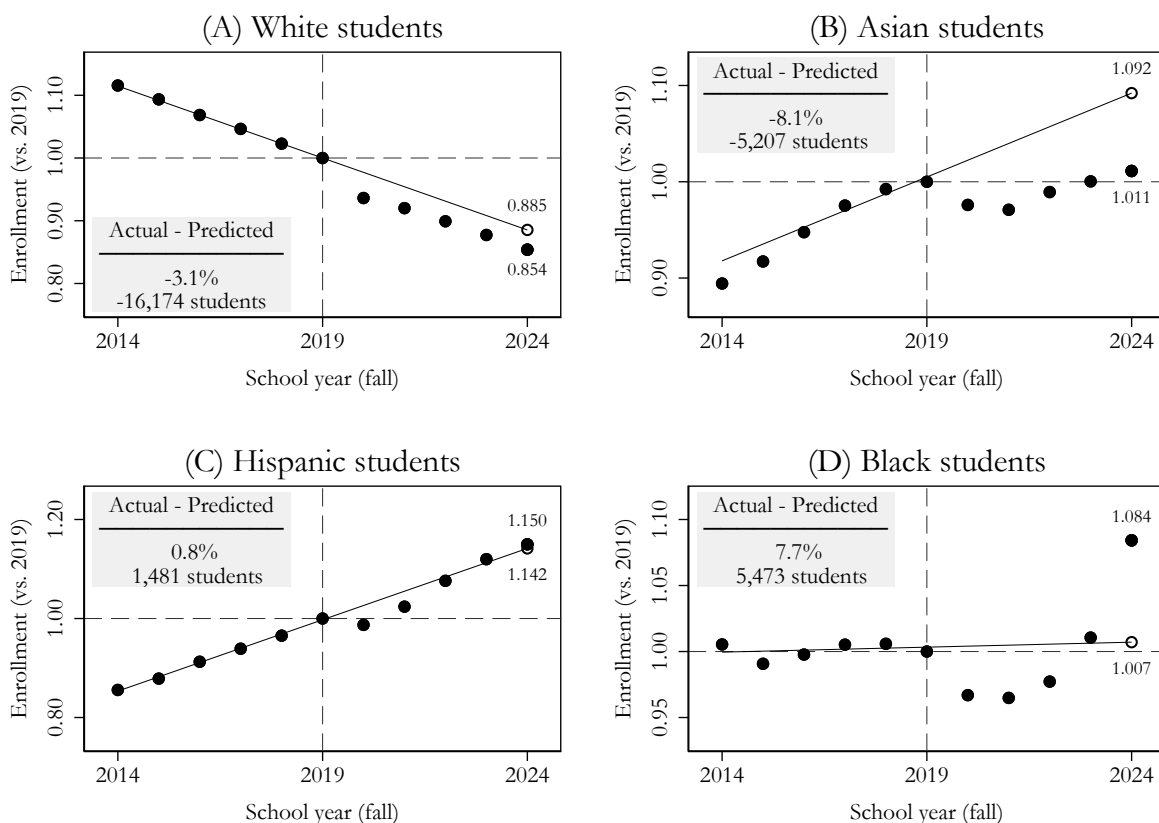 (A) White students
Enrollment (vs. 2019)
1.10
1.00
0.90
0.80
Actual - Predicted
-3.1%
-16,174 students
0.885
0.854
2014
2019
2024
School year (fall)
(B) Asian students
Enrollment (vs. 2019)
1.10
1.00
0.90
Actual - Predicted
-8.1%
-5,207 students
1.092
1.011
2014
2019
2024
School year (fall)
(C) Hispanic students
Enrollment (vs. 2019)
1.20
1.00
0.80
Actual - Predicted
0.8%
1,481 students
1.150
1.142
2014
2019
2024
School year (fall)
(D) Black students
Enrollment (vs. 2019)
1.10
1.05
1.00
0.95
Actual - Predicted
7.7%
5,473 students
1.084
1.007
2014
2019
2024
School year (fall)